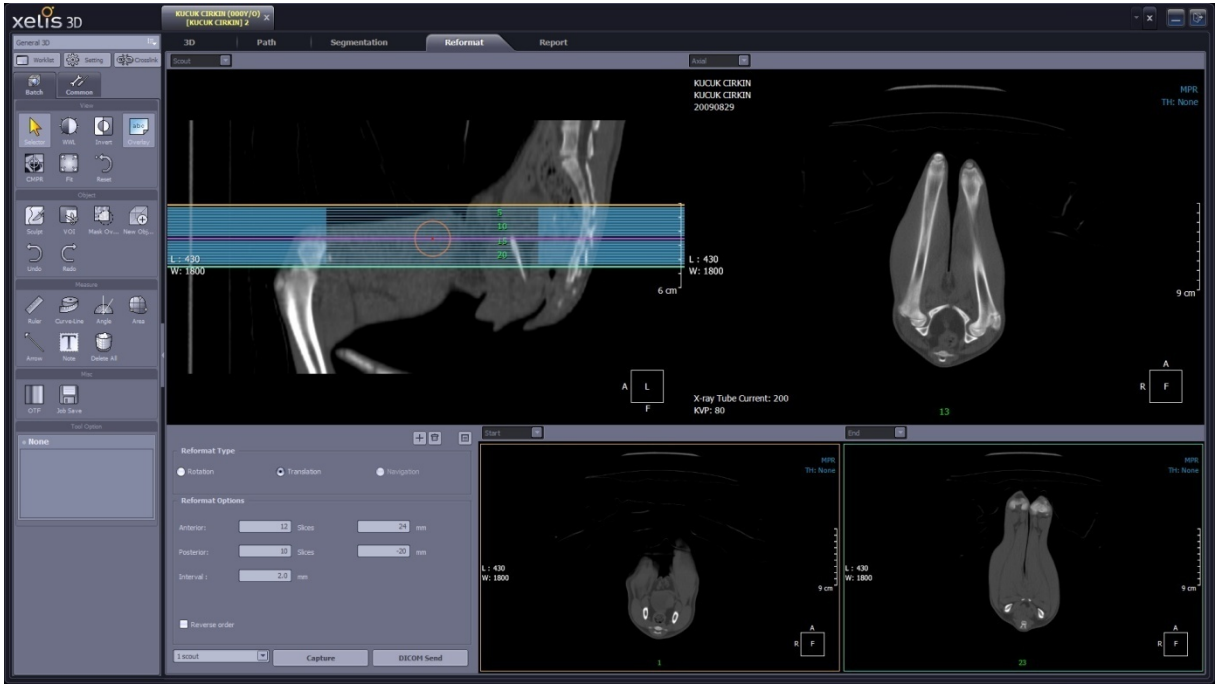 xelis 3D
KUCUK CIRKIN (000Y/O)
[KUCUK CIRKIN] 2
x
General 3D
Worklist
Setting
Crosslink
Batch
Common
View
Selector
WWL
Invert
Overlay
CMPR
Fit
Reset
Object
Sculpt
VOI
Mask Ov...
New Obj...
Undo
Redo
Measure
Ruler
Curve-Line
Angle
Area
Arrow
Note
Delete All
Misc
OTF
Job Save
Tool Option
None
3D
Path
Segmentation
Reformat
Report
Scout
5
10
15
20
L : 430
W: 1800
6 cm
A
L
F
Axial
KUCUK CIRKIN
KUCUK CIRKIN
20090829
MPR
TH: None
L : 430
W: 1800
9 cm
X-ray Tube Current: 200
KVP: 80
13
A
R
F
Reformat Type
Rotation
Translation
Navigation
Reformat Options
Anterior: 12 Slices 24 mm
Posterior: 10 Slices -20 mm
Interval : 2.0 mm
Reverse order
1 scout
Capture
DICOM Send
Start
MPR
TH: None
L : 430
W: 1800
9 cm
A
R
F
1
End
MPR
TH: None
L : 430
W: 1800
9 cm
A
R
F
23